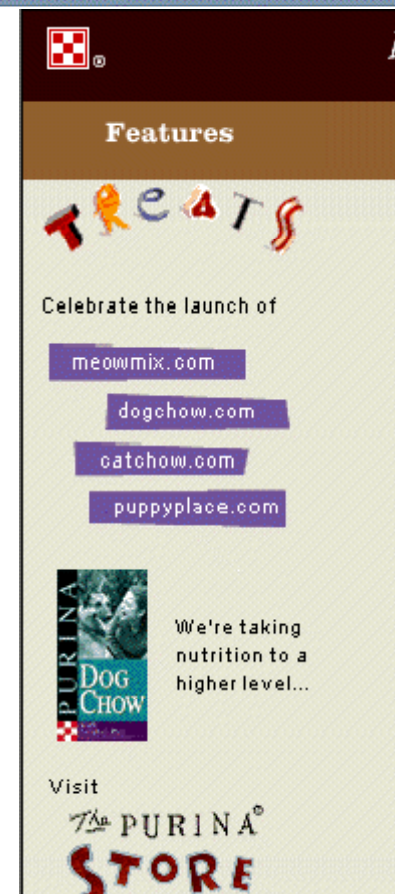 ®
Features
TREATS
Celebrate the launch of
meowmix.com
dogchow.com
catchow.com
puppyplace.com
PURINA
DOG
CHOW
We're taking
nutrition to a
higher level...
Visit
The PURINA®
STORE